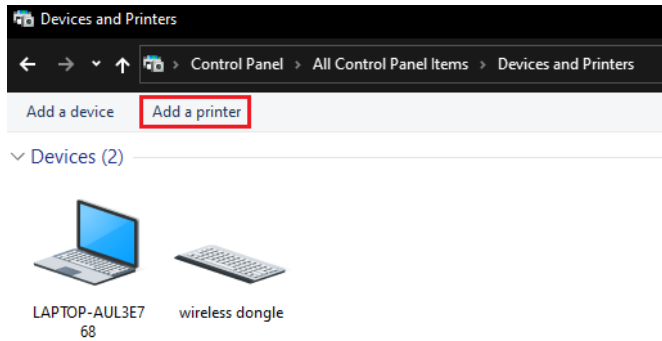 Devices and Printers
Control Panel > All Control Panel Items > Devices and Printers
Add a device Add a printer
Devices (2)
LAPTOP-AUL3E7 wireless dongle
68